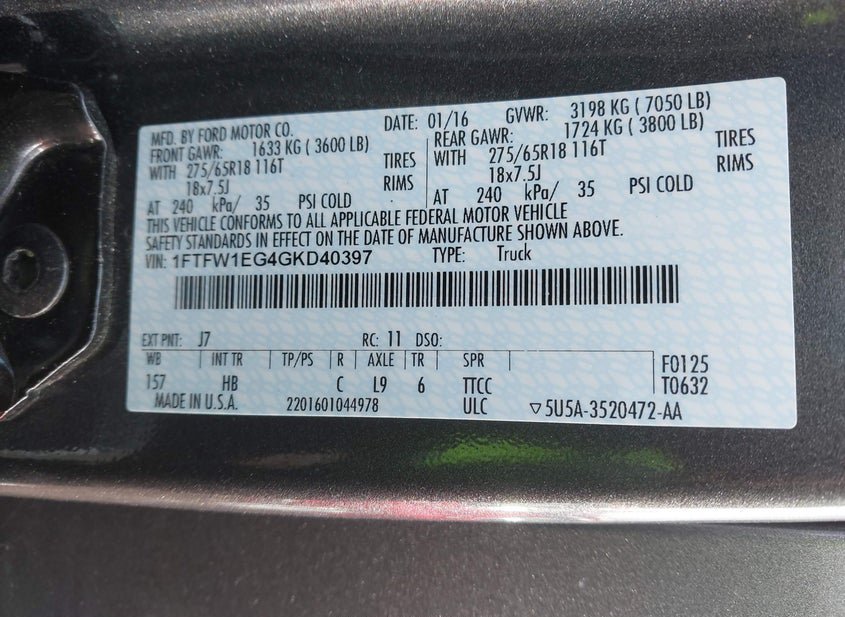 MFD. BY FORD MOTOR CO. DATE: 01/16 GVWR: 3198 KG ( 7050 LB)
FRONT GAWR: 1633 KG ( 3600 LB) REAR GAWR: 1724 KG ( 3800 LB)
WITH 275/65R18 116T TIRES WITH 275/65R18 116T TIRES
18x7.5J RIMS 18x7.5J RIMS
AT 240 kPa/ 35 PSI COLD AT 240 kPa/ 35 PSI COLD
THIS VEHICLE CONFORMS TO ALL APPLICABLE FEDERAL MOTOR VEHICLE
SAFETY STANDARDS IN EFFECT ON THE DATE OF MANUFACTURE SHOWN ABOVE.
VIN: 1FTFW1EG4GKD40397 TYPE: Truck
EXT PNT: J7 RC: 11 DSO:
WB INT TR TP/PS R AXLE TR SPR F0125
157 HB C L9 6 TTCC T0632
MADE IN U.S.A. 2201601044978 ULC ▽5U5A-3520472-AA